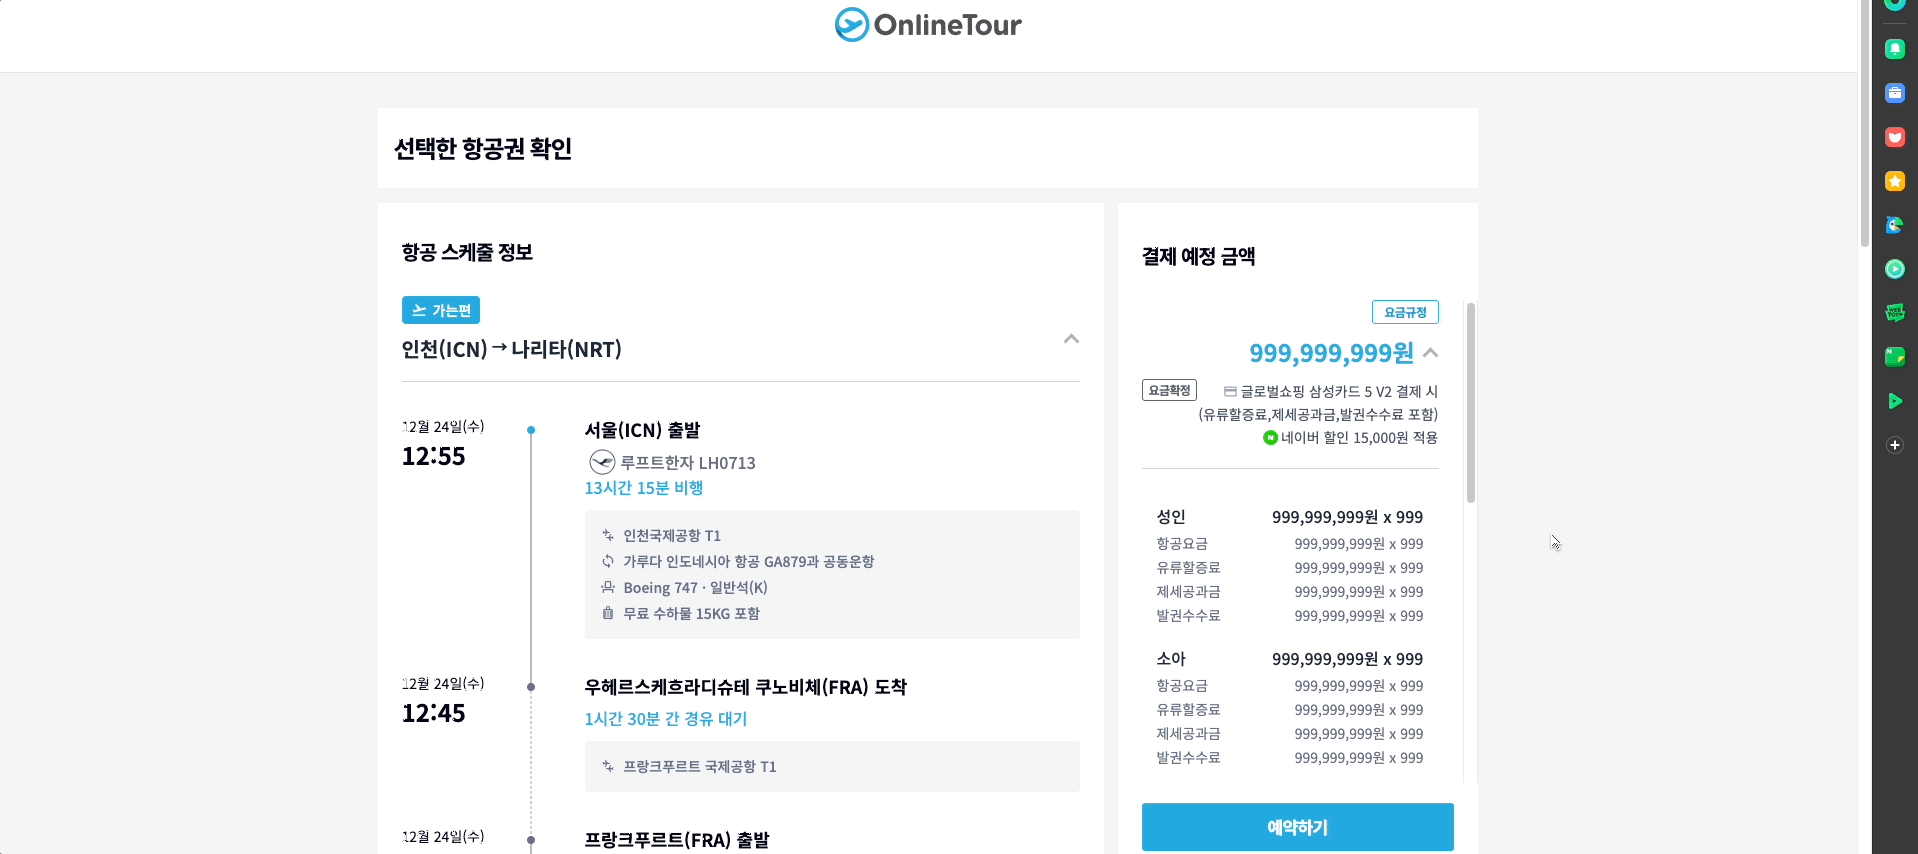 OnlineTour
선택한 항공권 확인
항공 스케줄 정보
가는편
인천(ICN) → 나리타(NRT)
12월 24일(수)
12:55
서울(ICN) 출발
루프트한자 LH0713
13시간 15분 비행
인천국제공항 T1
가루다 인도네시아 항공 GA879과 공동운항
Boeing 747 · 일반석(K)
무료 수하물 15KG 포함
12월 24일(수)
12:45
우헤르스케흐라디슈테 쿠노비체(FRA) 도착
1시간 30분 간 경유 대기
프랑크푸르트 국제공항 T1
12월 24일(수)
프랑크푸르트(FRA) 출발
결제 예정 금액
요금규정
999,999,999원
요금확정 글로벌쇼핑 삼성카드 5 V2 결제 시
(유류할증료,제세공과금,발권수수료 포함)
네이버 할인 15,000원 적용
성인 999,999,999원 x 999
항공요금 999,999,999원 x 999
유류할증료 999,999,999원 x 999
제세공과금 999,999,999원 x 999
발권수수료 999,999,999원 x 999
소아 999,999,999원 x 999
항공요금 999,999,999원 x 999
유류할증료 999,999,999원 x 999
제세공과금 999,999,999원 x 999
발권수수료 999,999,999원 x 999
예약하기